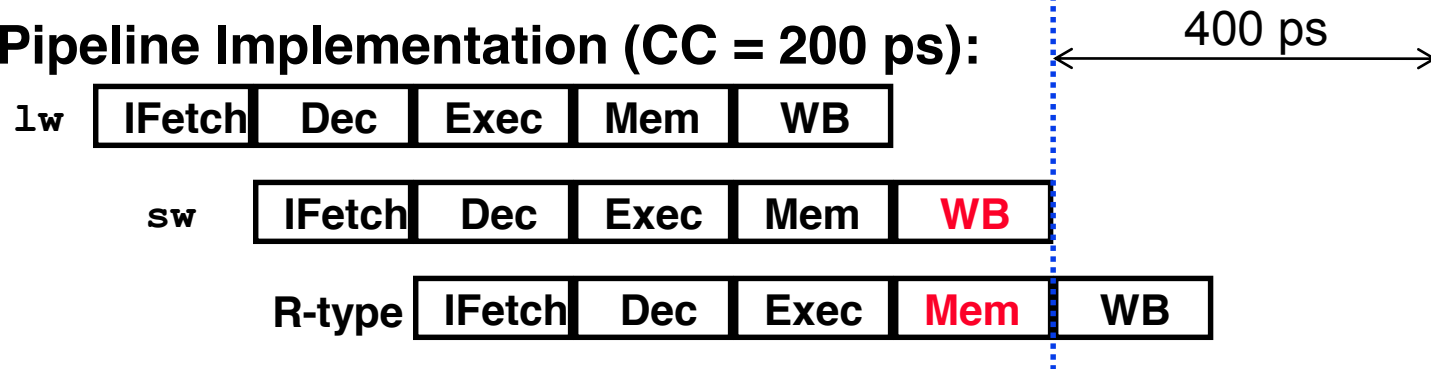 Pipeline Implementation (CC = 200 ps):
400 ps
lw IFetch Dec Exec Mem WB
sw IFetch Dec Exec Mem WB
R-type IFetch Dec Exec Mem WB